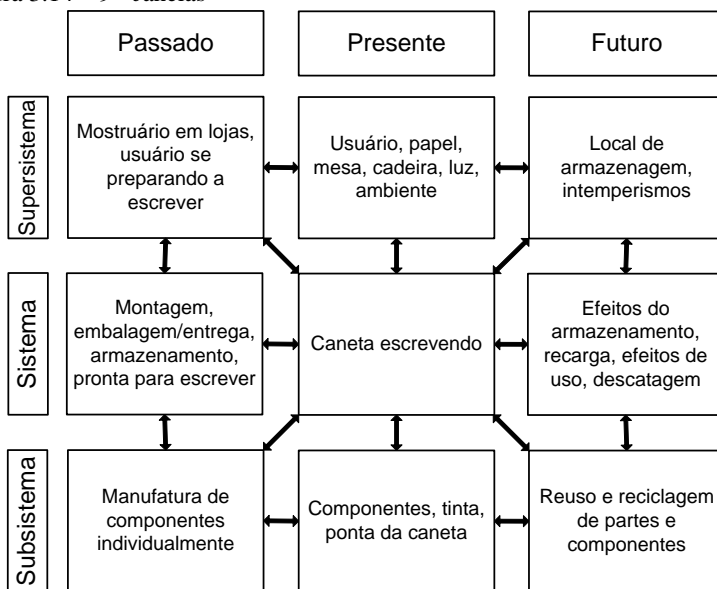 9
Passado
Presente
Futuro
Supersistema
Mostruário em lojas,
usuário se
preparando a
escrever
Usuário, papel,
mesa, cadeira, luz,
ambiente
Local de
armazenagem,
intemperismos
Sistema
Montagem,
embalagem/entrega,
armazenamento,
pronta para escrever
Caneta escrevendo
Efeitos do
armazenamento,
recarga, efeitos de
uso, descatagem
Subsistema
Manufatura de
componentes
individualmente
Componentes, tinta,
ponta da caneta
Reuso e reciclagem
de partes e
componentes